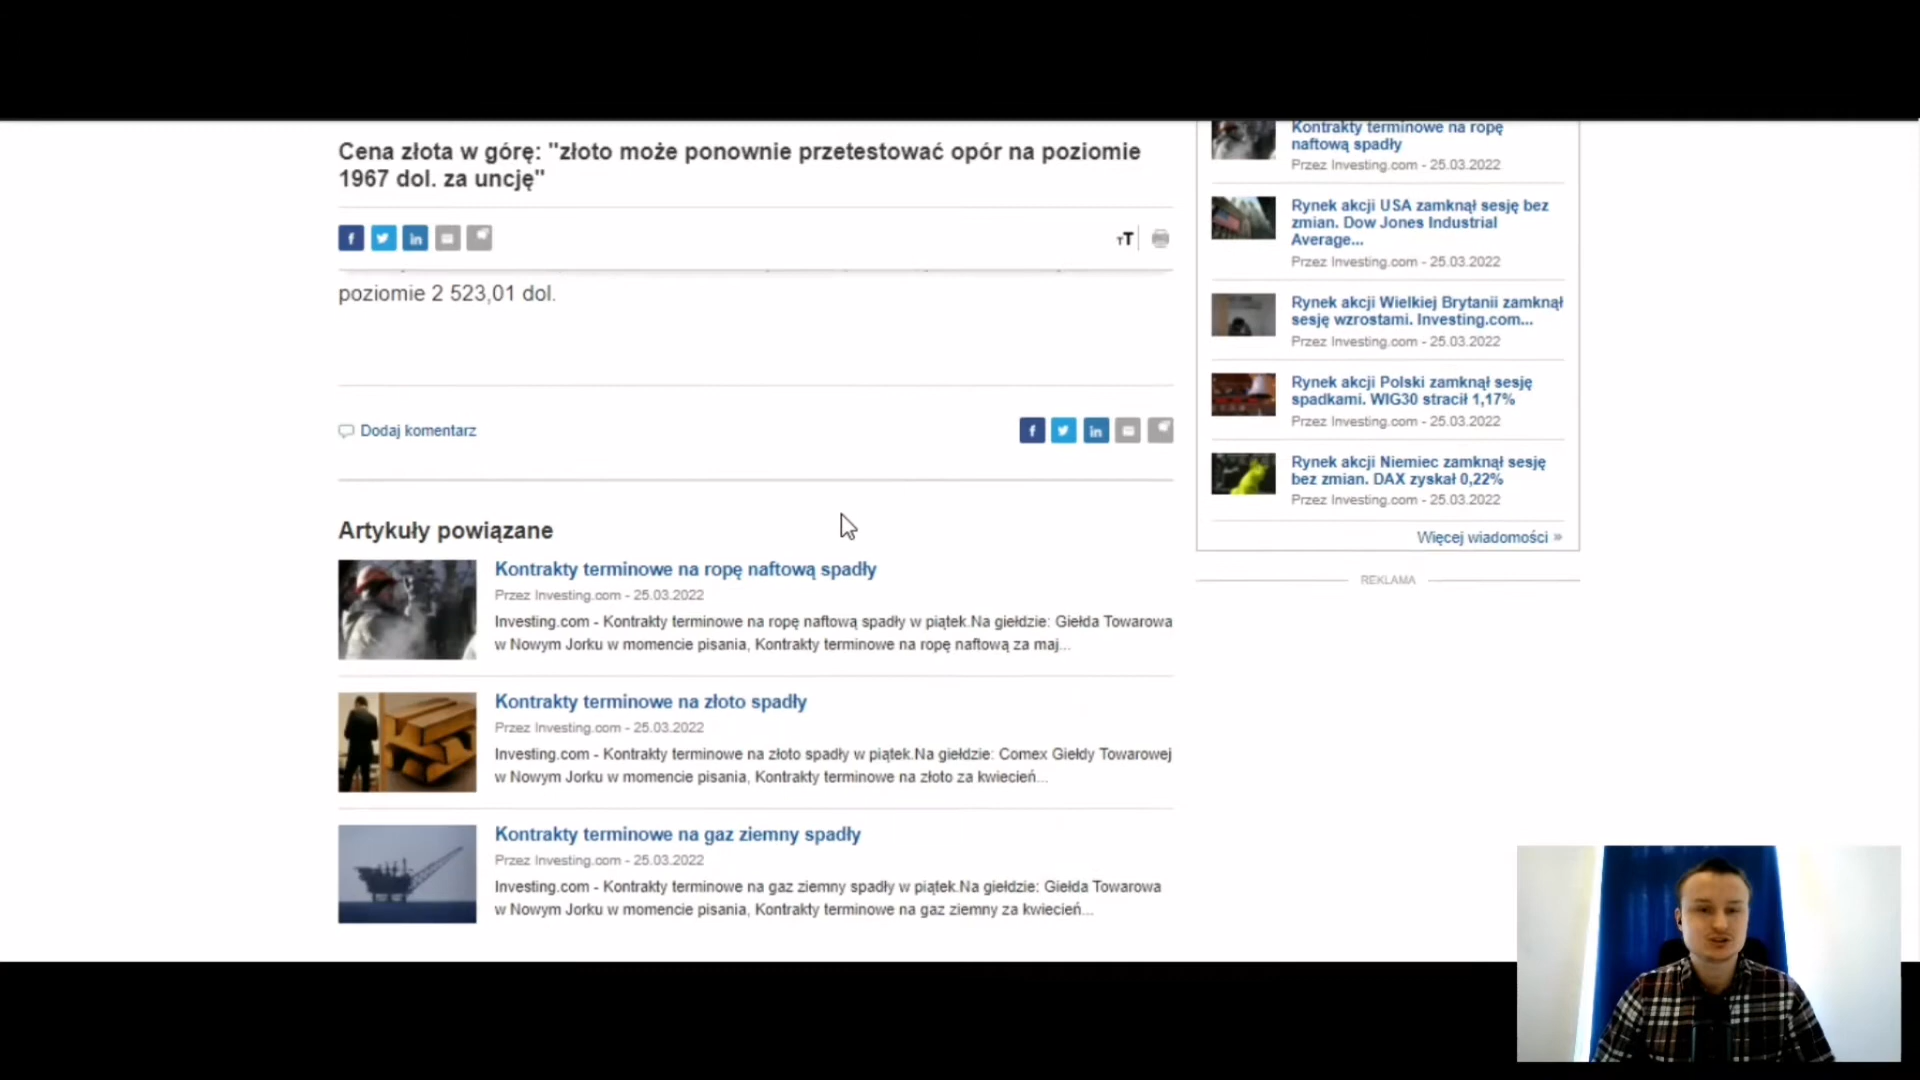 Cena złota w górę: "złoto może ponownie przetestować opór na poziomie
1967 dol. za uncję"
poziomie 2 523,01 dol.
Dodaj komentarz
Artykuły powiązane
Kontrakty terminowe na ropę naftową spadły
Przez Investing.com - 25.03.2022
Investing.com - Kontrakty terminowe na ropę naftową spadły w piątek.Na giełdzie: Giełda Towarowa
w Nowym Jorku w momencie pisania, Kontrakty terminowe na ropę naftową za maj...
Kontrakty terminowe na złoto spadły
Przez Investing.com - 25.03.2022
Investing.com - Kontrakty terminowe na złoto spadły w piątek.Na giełdzie: Comex Giełdy Towarowej
w Nowym Jorku w momencie pisania, Kontrakty terminowe na złoto za kwiecień...
Kontrakty terminowe na gaz ziemny spadły
Przez Investing.com - 25.03.2022
Investing.com - Kontrakty terminowe na gaz ziemny spadły w piątek.Na giełdzie: Giełda Towarowa
w Nowym Jorku w momencie pisania, Kontrakty terminowe na gaz ziemny za kwiecień...
Kontrakty terminowe na ropę
naftową spadły
Przez Investing.com - 25.03.2022
Rynek akcji USA zamknął sesję bez
zmian. Dow Jones Industrial
Average...
Przez Investing.com - 25.03.2022
Rynek akcji Wielkiej Brytanii zamknął
sesję wzrostami. Investing.com...
Przez Investing.com - 25.03.2022
Rynek akcji Polski zamknął sesję
spadkami. WIG30 stracił 1,17%
Przez Investing.com - 25.03.2022
Rynek akcji Niemiec zamknął sesję
bez zmian. DAX zyskał 0,22%
Przez Investing.com - 25.03.2022
Więcej wiadomości »
REKLAMA